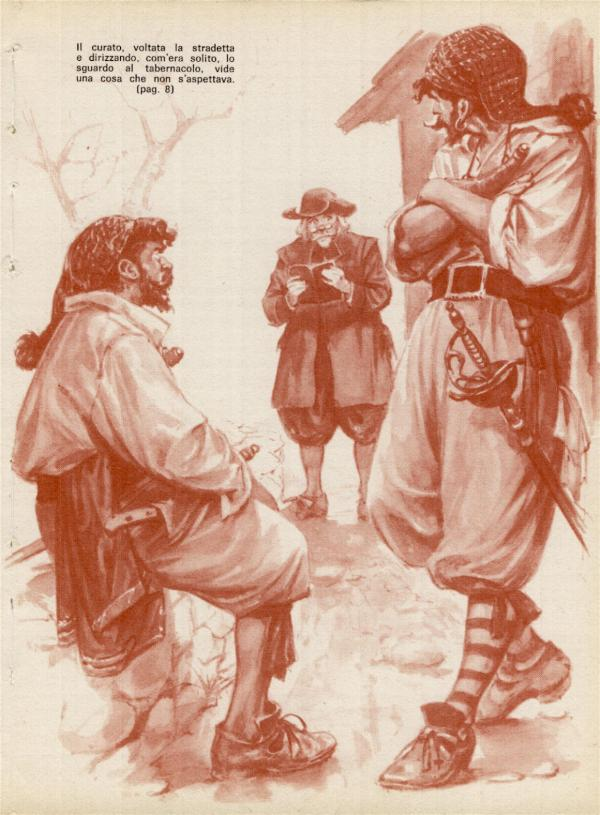 Il curato, voltata la stradetta
e dirizzando, com'era solito, lo
sguardo al tabernacolo, vide
una cosa che non s'aspettava.
(pag. 8)